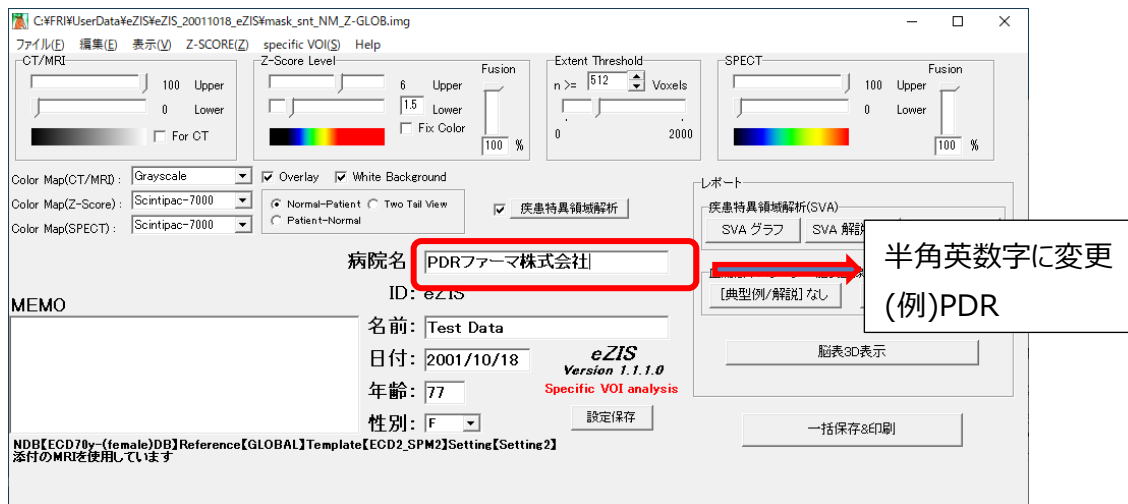 C:¥FRI¥UserData¥eZIS¥eZIS_20011018_eZIS¥mask_snt_NM_Z-GLOB.img
ファイル(F) 編集(E) 表示(V) Z-SCORE(Z) specific VOI(S) Help
CT/MRI
100 Upper
0 Lower
For CT
Z-Score Level
Fusion
6 Upper
1.5 Lower
Fix Color
100 %
Extent Threshold
n >= 512 Voxels
0 2000
SPECT
Fusion
100 Upper
0 Lower
100 %
Color Map(CT/MRI) : Grayscale
Color Map(Z-Score) : Scintipac-7000
Color Map(SPECT) : Scintipac-7000
Overlay White Background
Normal-Patient Two Tail View
Patient-Normal
疾患特異領域解析
レポート
疾患特異領域解析(SVA)
SVA グラフ SVA 解説
[典型例/解説] なし
脳表3D表示
一括保存&印刷
半角英数字に変更
(例)PDR
病院名 PDRファーマ株式会社
ID: eZIS
MEMO
名前: Test Data
日付: 2001/10/18
年齢: 77
性別: F
eZIS
Version 1.1.1.0
Specific VOI analysis
設定保存
NDB[ECD70y-(female)DB]Reference[GLOBAL]Template[ECD2_SPM2]Setting[Setting2]
添付のMRIを使用しています